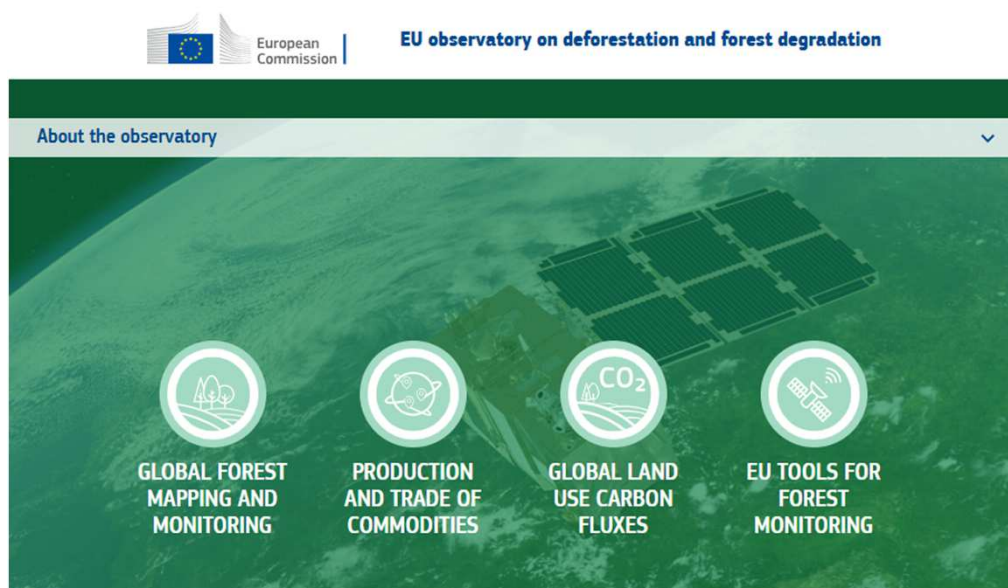 European
Commission
EU observatory on deforestation and forest degradation
About the observatory
CO₂
GLOBAL FOREST
MAPPING AND
MONITORING
PRODUCTION
AND TRADE OF
COMMODITIES
GLOBAL LAND
USE CARBON
FLUXES
EU TOOLS FOR
FOREST
MONITORING